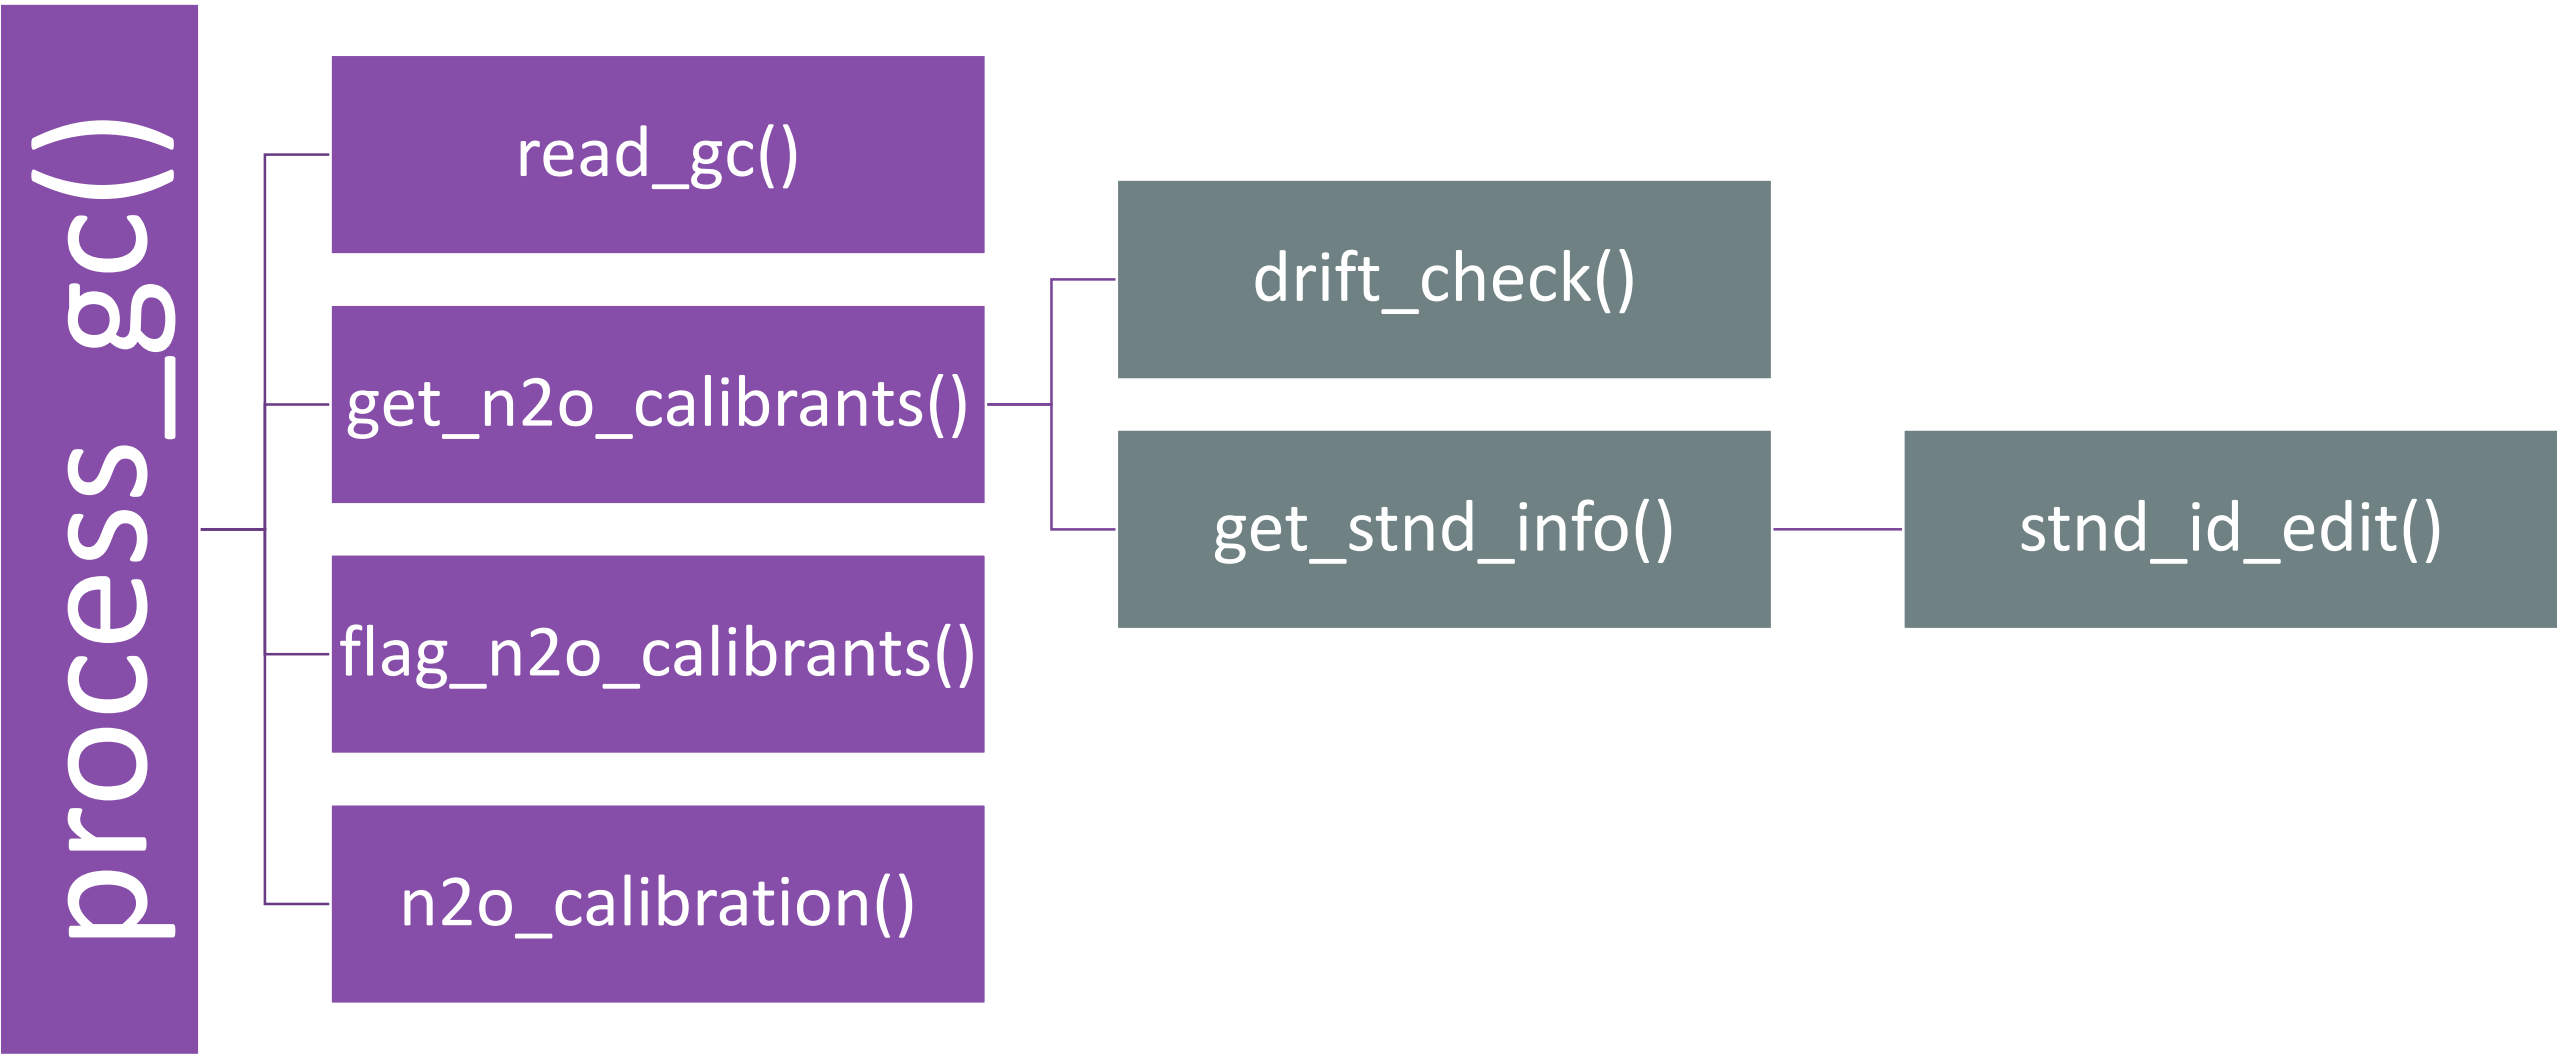 process_gc()
read_gc()
get_n2o_calibrants()
flag_n2o_calibrants()
n2o_calibration()
drift_check()
get_stnd_info()
stnd_id_edit()